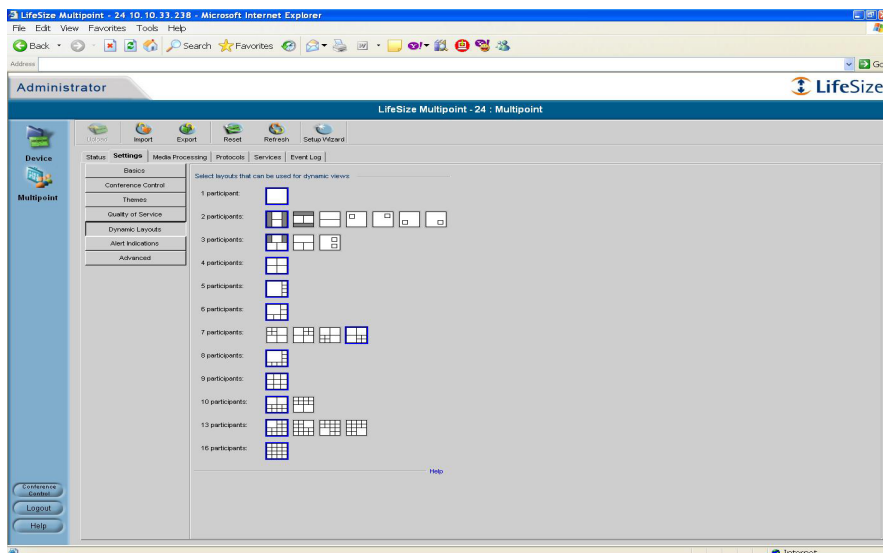 LifeSize Multipoint - 24 10.10.33.238 - Microsoft Internet Explorer
File Edit View Favorites Tools Help
Back Search Favorites
Address Go
Administrator LifeSize
LifeSize Multipoint - 24 : Multipoint
Device
Multipoint
Upload Import Export Reset Refresh Setup Wizard
Status Settings Media Processing Protocols Services Event Log
Basics
Conference Control
Themes
Quality of Service
Dynamic Layouts
Alert Indications
Advanced
Select layouts that can be used for dynamic views:
1 participant:
2 participants:
3 participants:
4 participants:
5 participants:
6 participants:
7 participants:
8 participants:
9 participants:
10 participants:
13 participants:
16 participants:
Help
Conference Control
Logout
Help
Internet